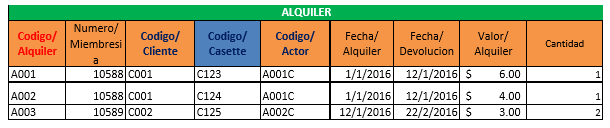 ALQUILER
Codigo/ Alquiler Numero/ Membresi a Codigo/ Cliente Codigo/ Casette Codigo/ Actor Fecha/ Alquiler Fecha/ Devolucion Valor/ Alquiler Cantidad
A001 10588 C001 C123 A001C 1/1/2016 12/1/2016 $ 6.00 1
A002 10588 C001 C124 A001C 1/1/2016 12/1/2016 $ 4.00 1
A003 10589 C002 C125 A002C 12/1/2016 22/2/2016 $ 3.00 2